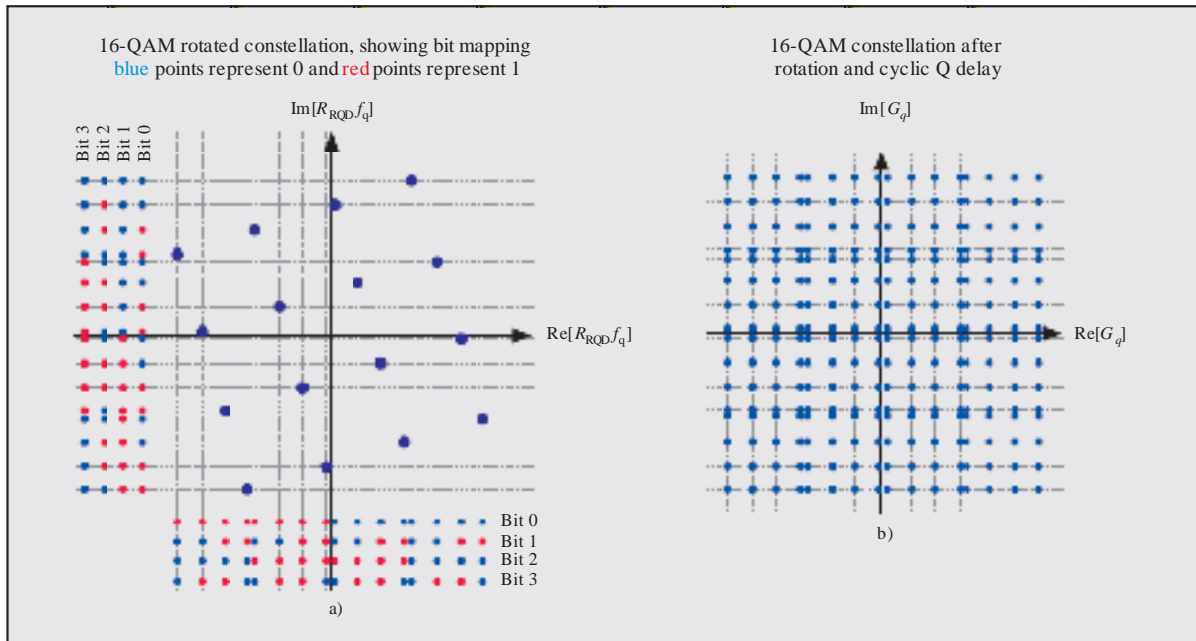 16-QAM rotated constellation, showing bit mapping
blue points represent 0 and red points represent 1
Im[R_RQD f_q]
Bit 3
Bit 2
Bit 1
Bit 0
Re[R_RQD f_q]
Bit 0
Bit 1
Bit 2
Bit 3
a)
16-QAM constellation after
rotation and cyclic Q delay
Im[G_q]
Re[G_q]
b)